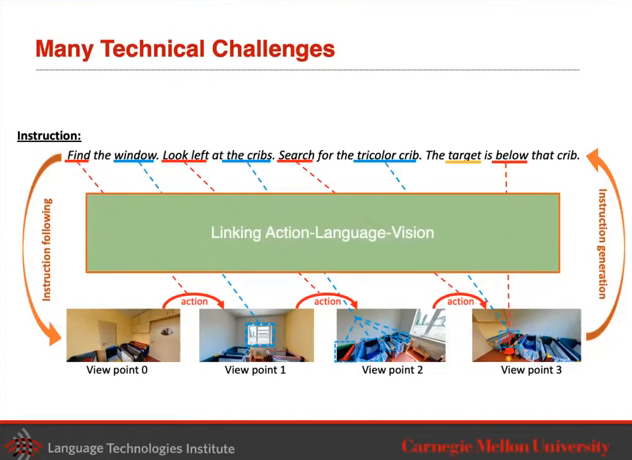 Many Technical Challenges
Instruction:
Find the window. Look left at the cribs. Search for the tricolor crib. The target is below that crib.
Instruction following
Linking Action-Language-Vision
Instruction generation
action
action
action
View point 0
View point 1
View point 2
View point 3
Language Technologies Institute
Carnegie Mellon University